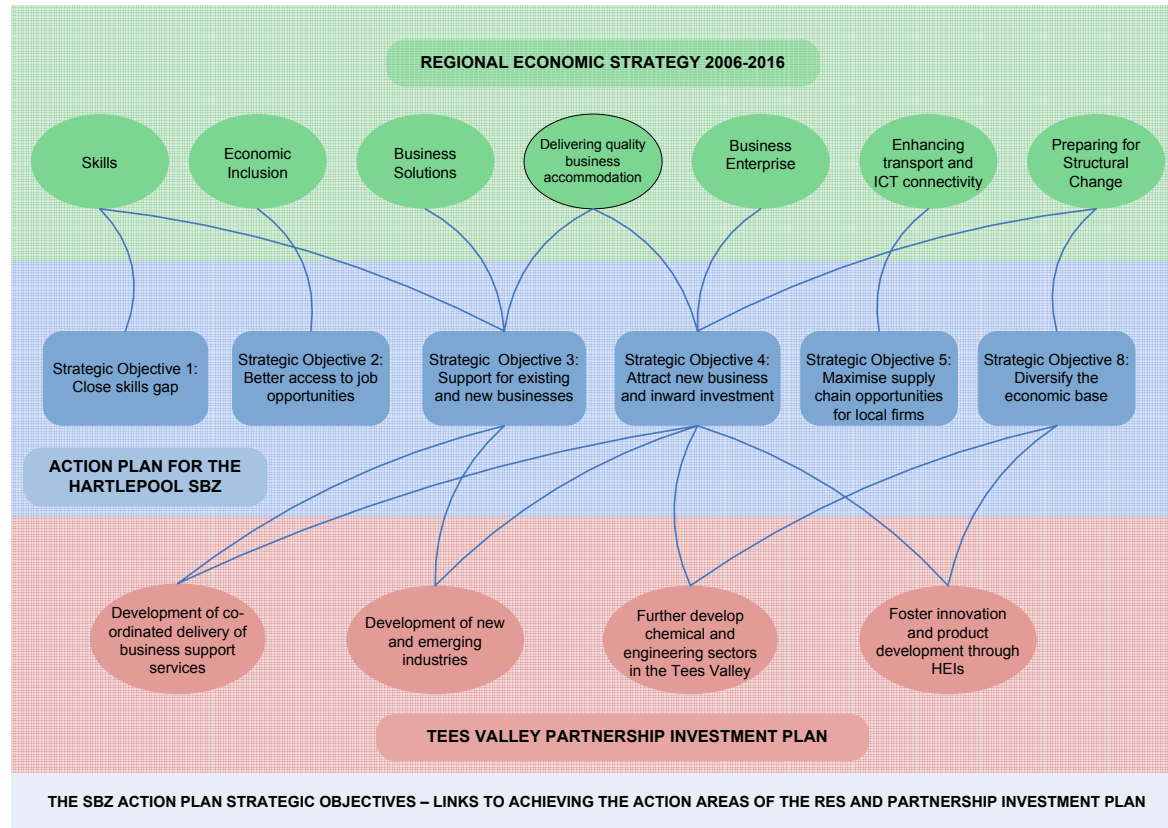 REGIONAL ECONOMIC STRATEGY 2006-2016
Skills
Economic
Inclusion
Business
Solutions
Delivering quality
business
accommodation
Business
Enterprise
Enhancing
transport and
ICT connectivity
Preparing for
Structural
Change
Strategic Objective 1:
Close skills gap
Strategic Objective 2:
Better access to job
opportunities
Strategic Objective 3:
Support for existing
and new businesses
Strategic Objective 4:
Attract new business
and inward investment
Strategic Objective 5:
Maximise supply
chain opportunities
for local firms
Strategic Objective 8:
Diversify the
economic base
ACTION PLAN FOR THE
HARTLEPOOL SBZ
Development of co-
ordinated delivery of
business support
services
Development of new
and emerging
industries
Further develop
chemical and
engineering sectors
in the Tees Valley
Foster innovation
and product
development through
HEIs
TEES VALLEY PARTNERSHIP INVESTMENT PLAN
THE SBZ ACTION PLAN STRATEGIC OBJECTIVES – LINKS TO ACHIEVING THE ACTION AREAS OF THE RES AND PARTNERSHIP INVESTMENT PLAN